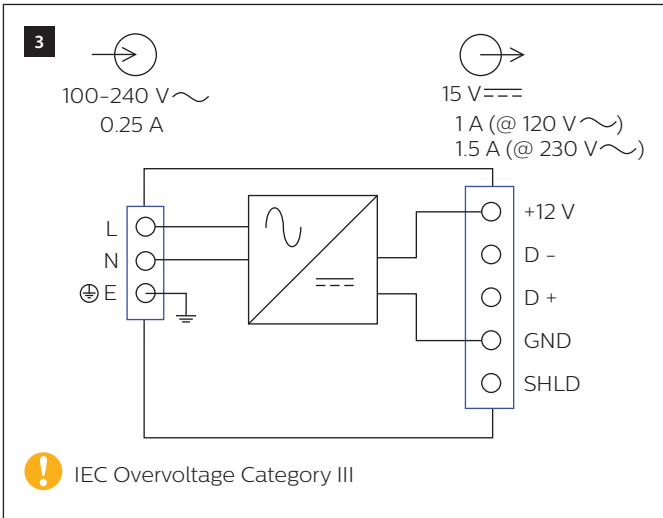 3
100-240 V
0.25 A
15 V
1 A (@ 120 V)
1.5 A (@ 230 V)
L
N
E
+12 V
D -
D +
GND
SHLD
! IEC Overvoltage Category III